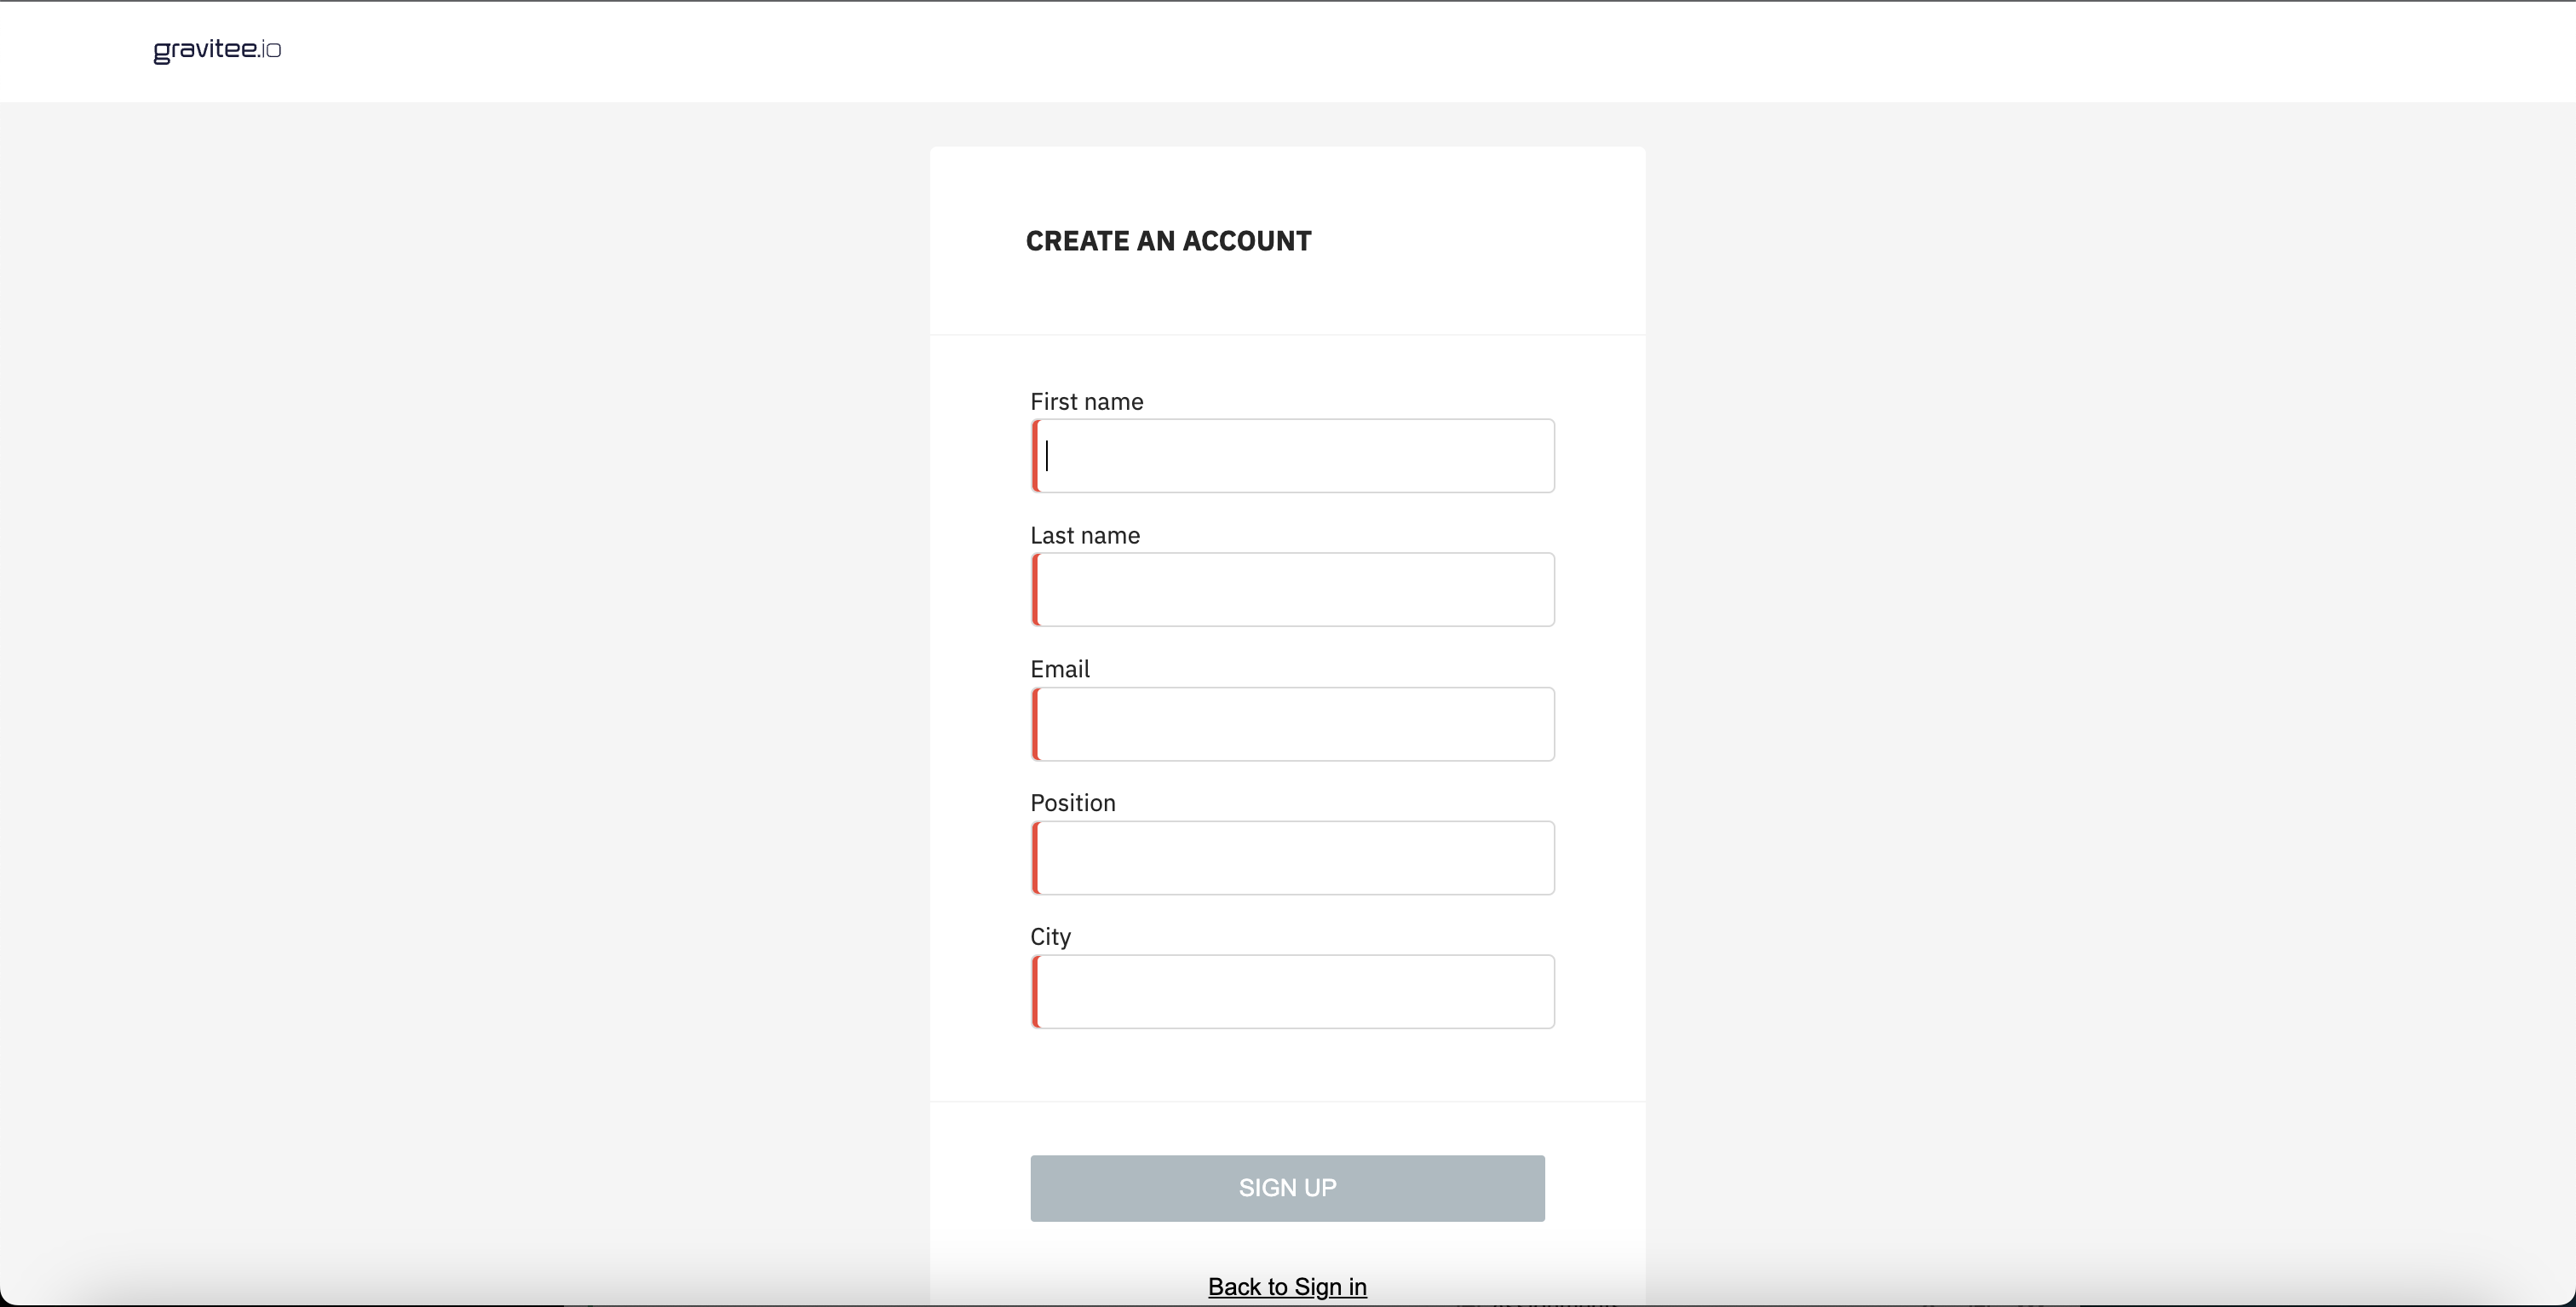 gravitee.io
CREATE AN ACCOUNT
First name
Last name
Email
Position
City
SIGN UP
Back to Sign in